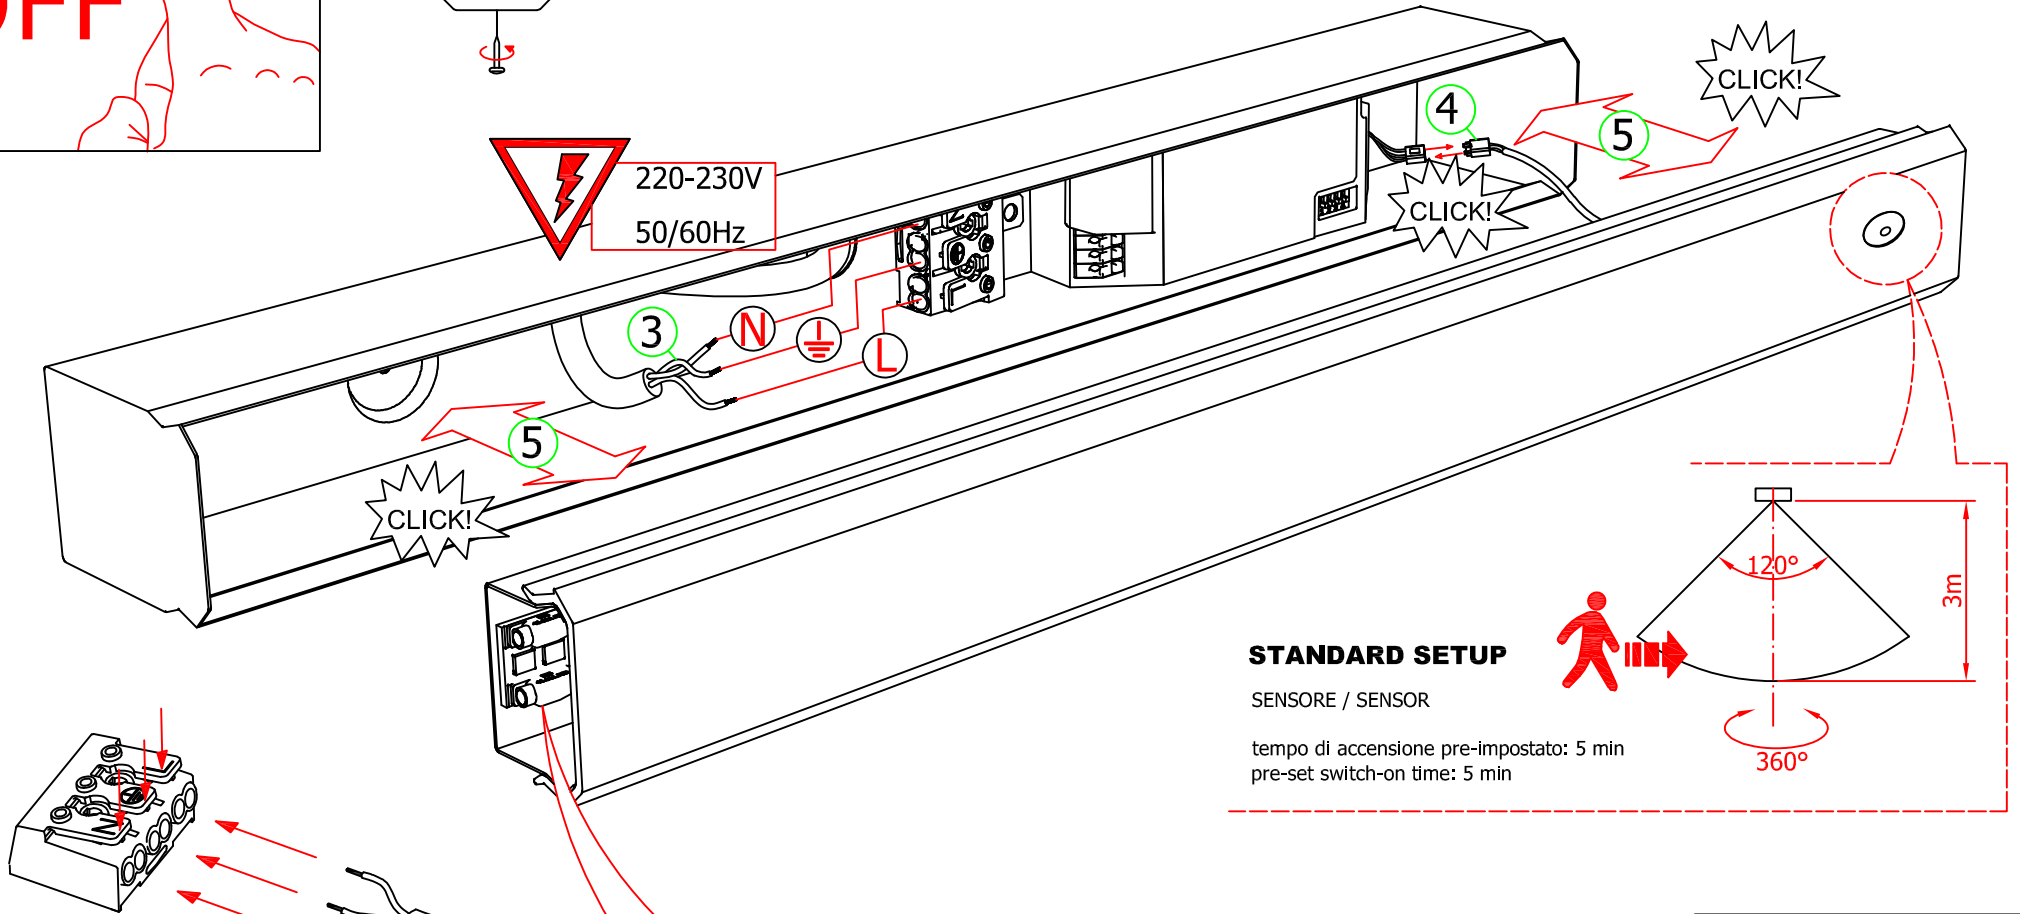 OFF
CLICK!
4
5
220-230V
50/60Hz
CLICK!
3
N
L
5
CLICK!
120°
3m
STANDARD SETUP
SENSORE / SENSOR
tempo di accensione pre-impostato: 5 min
pre-set switch-on time: 5 min
360°
L
N